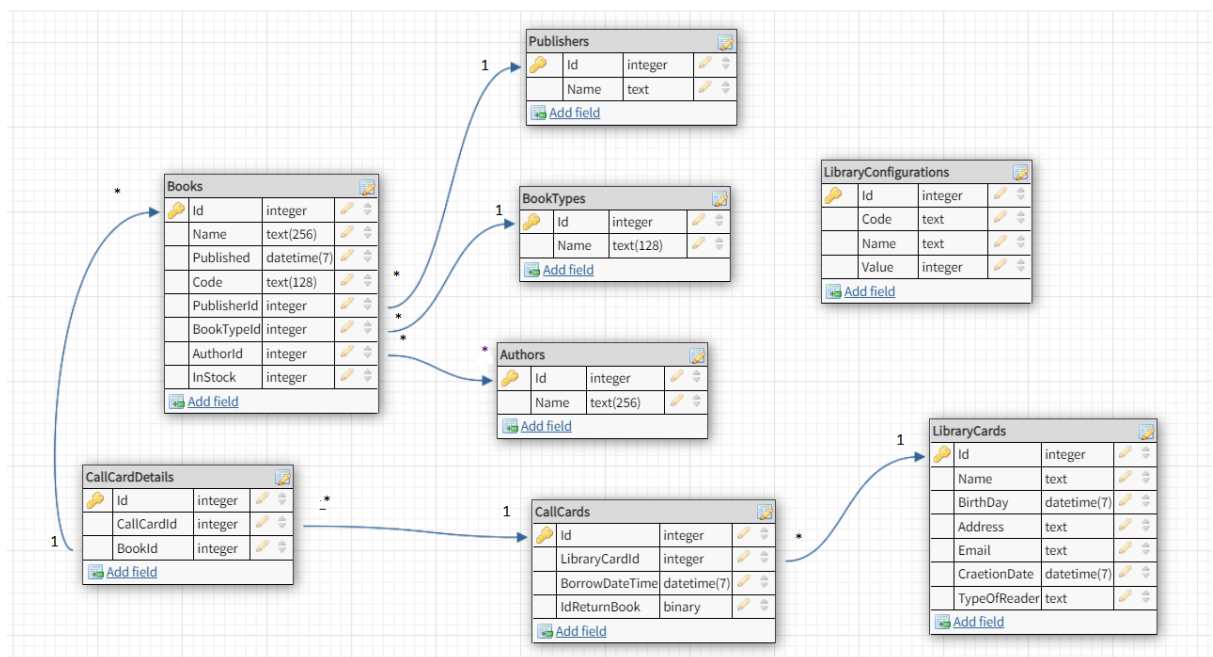 Publishers
1
Id integer
Name text
Add field
LibraryConfigurations
Id integer
Code text
Name text
Value integer
Add field
*
Books
Id integer
Name text(256)
Published datetime(7)
Code text(128)
PublisherId integer
BookTypeId integer
AuthorId integer
InStock integer
Add field
*
*
*
1
BookTypes
Id integer
Name text(128)
Add field
*
Authors
Id integer
Name text(256)
Add field
CallCardDetails
Id integer
CallCardId integer
BookId integer
Add field
1
*
1
CallCards
Id integer
LibraryCardId integer
BorrowDateTime datetime(7)
IdReturnBook binary
Add field
*
1
LibraryCards
Id integer
Name text
BirthDay datetime(7)
Address text
Email text
CraetionDate datetime(7)
TypeOfReader text
Add field